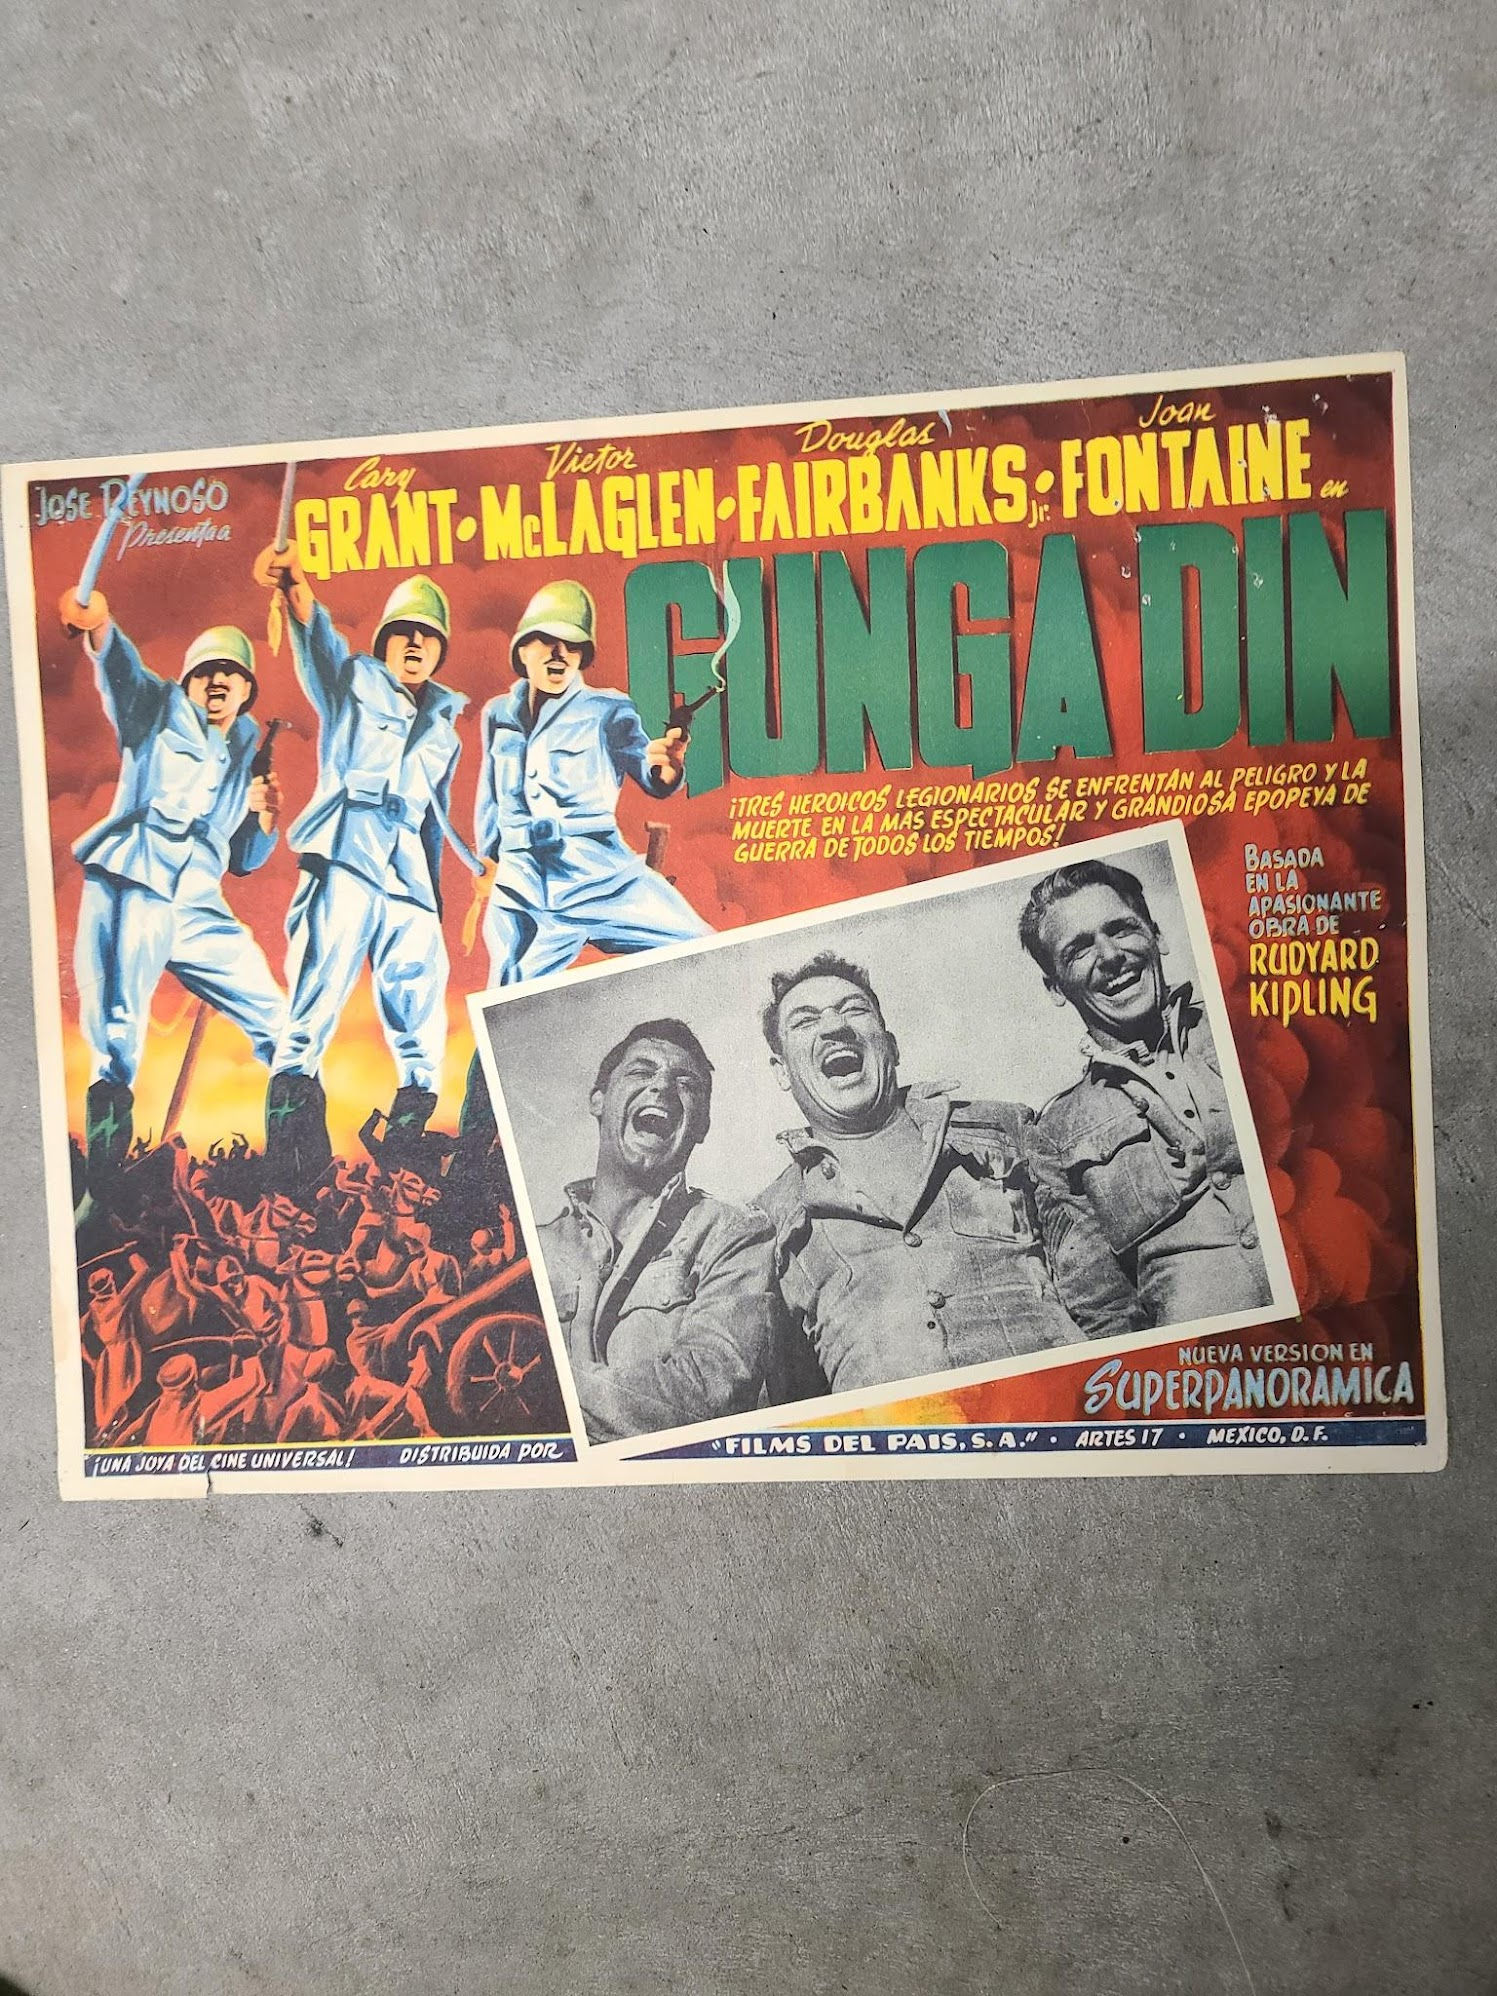 JOSE REYNOSO
Presenta a
Cary Victor Douglas Joan
GRANT • McLAGLEN • FAIRBANKS Jr. • FONTAINE en
GUNGA DIN
¡TRES HEROICOS LEGIONARIOS SE ENFRENTAN AL PELIGRO Y LA
MUERTE EN LA MAS ESPECTACULAR Y GRANDIOSA EPOPEYA DE
GUERRA DE TODOS LOS TIEMPOS!
BASADA
EN LA
APASIONANTE
OBRA DE
RUDYARD
KIPLING
NUEVA VERSION EN
SUPERPANORAMICA
¡UNA JOYA DEL CINE UNIVERSAL! DISTRIBUIDA POR "FILMS DEL PAIS, S.A." • ARTES 17 • MEXICO, D.F.